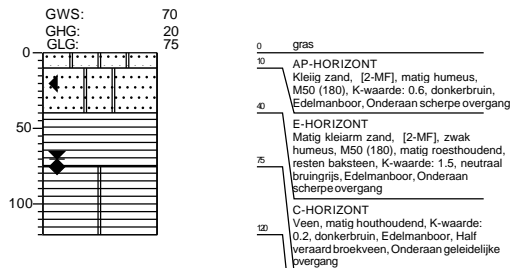 GWS: 70
GHG: 20
GLG: 75
0
50
100
0 gras
10 AP-HORIZONT
Kleiig zand, [2-MF], matig humeus,
M50 (180), K-waarde: 0.6, donkerbruin,
Edelmanboor, Onderaan scherpe overgang
40 E-HORIZONT
Matig kleiarm zand, [2-MF], zwak
humeus, M50 (180), matig roesthoudend,
resten baksteen, K-waarde: 1.5, neutraal
bruingrijs, Edelmanboor, Onderaan
scherpe overgang
75 C-HORIZONT
Veen, matig houthoudend, K-waarde:
0.2, donkerbruin, Edelmanboor, Half
veraard broekveen, Onderaan geleidelijke
overgang
120